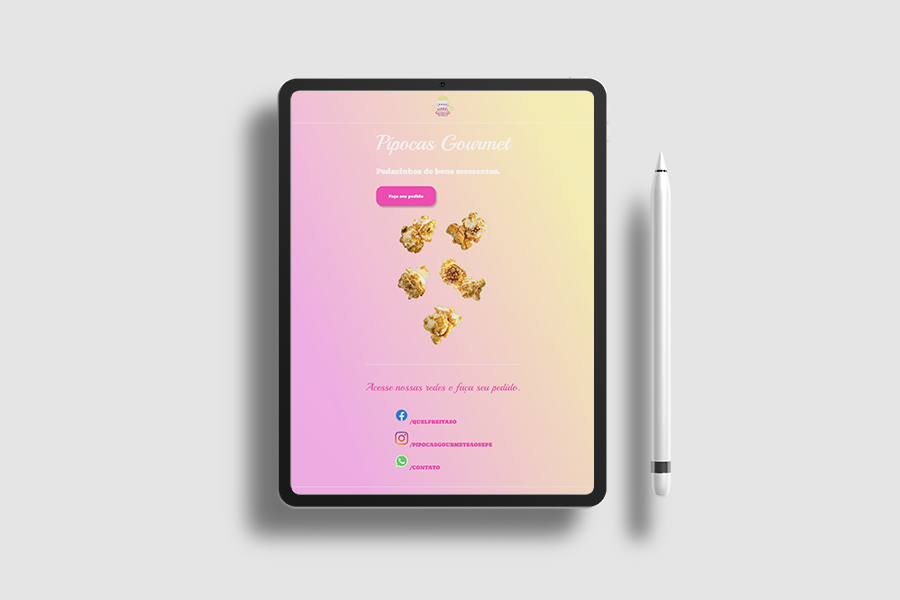 Pipocas Gourmet
Pedacinhos de bons momentos.
Faça seu pedido
Acesse nossas redes e faça seu pedido.
/QUELFREITASO
/PIPOCASGOURMETSAOSEPE
/CONTATO